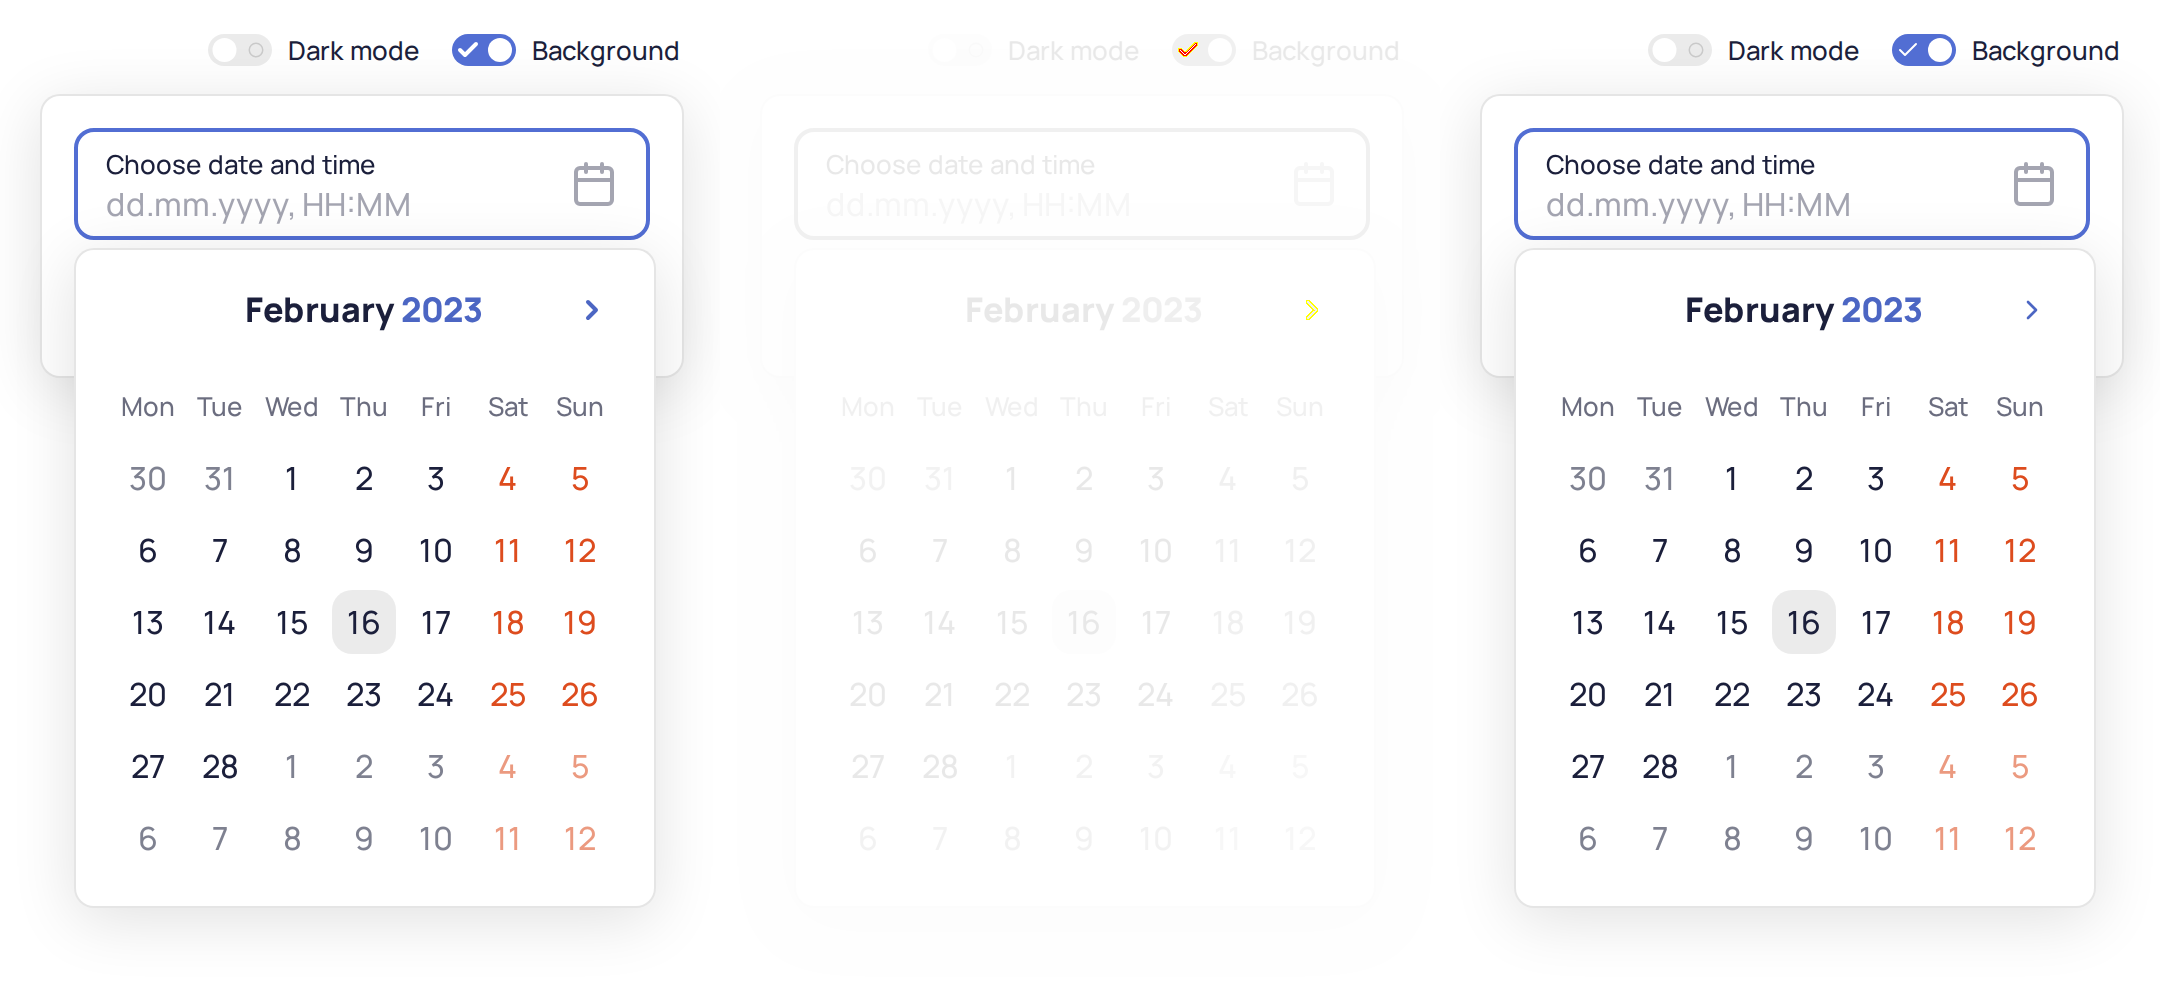 Dark mode Background
Choose date and time
dd.mm.yyyy, HH:MM
February 2023
Mon Tue Wed Thu Fri Sat Sun
30 31 1 2 3 4 5
6 7 8 9 10 11 12
13 14 15 16 17 18 19
20 21 22 23 24 25 26
27 28 1 2 3 4 5
6 7 8 9 10 11 12
Dark mode Background
Choose date and time
dd.mm.yyyy, HH:MM
February 2023
Mon Tue Wed Thu Fri Sat Sun
30 31 1 2 3 4 5
6 7 8 9 10 11 12
13 14 15 16 17 18 19
20 21 22 23 24 25 26
27 28 1 2 3 4 5
6 7 8 9 10 11 12
Dark mode Background
Choose date and time
dd.mm.yyyy, HH:MM
February 2023
Mon Tue Wed Thu Fri Sat Sun
30 31 1 2 3 4 5
6 7 8 9 10 11 12
13 14 15 16 17 18 19
20 21 22 23 24 25 26
27 28 1 2 3 4 5
6 7 8 9 10 11 12